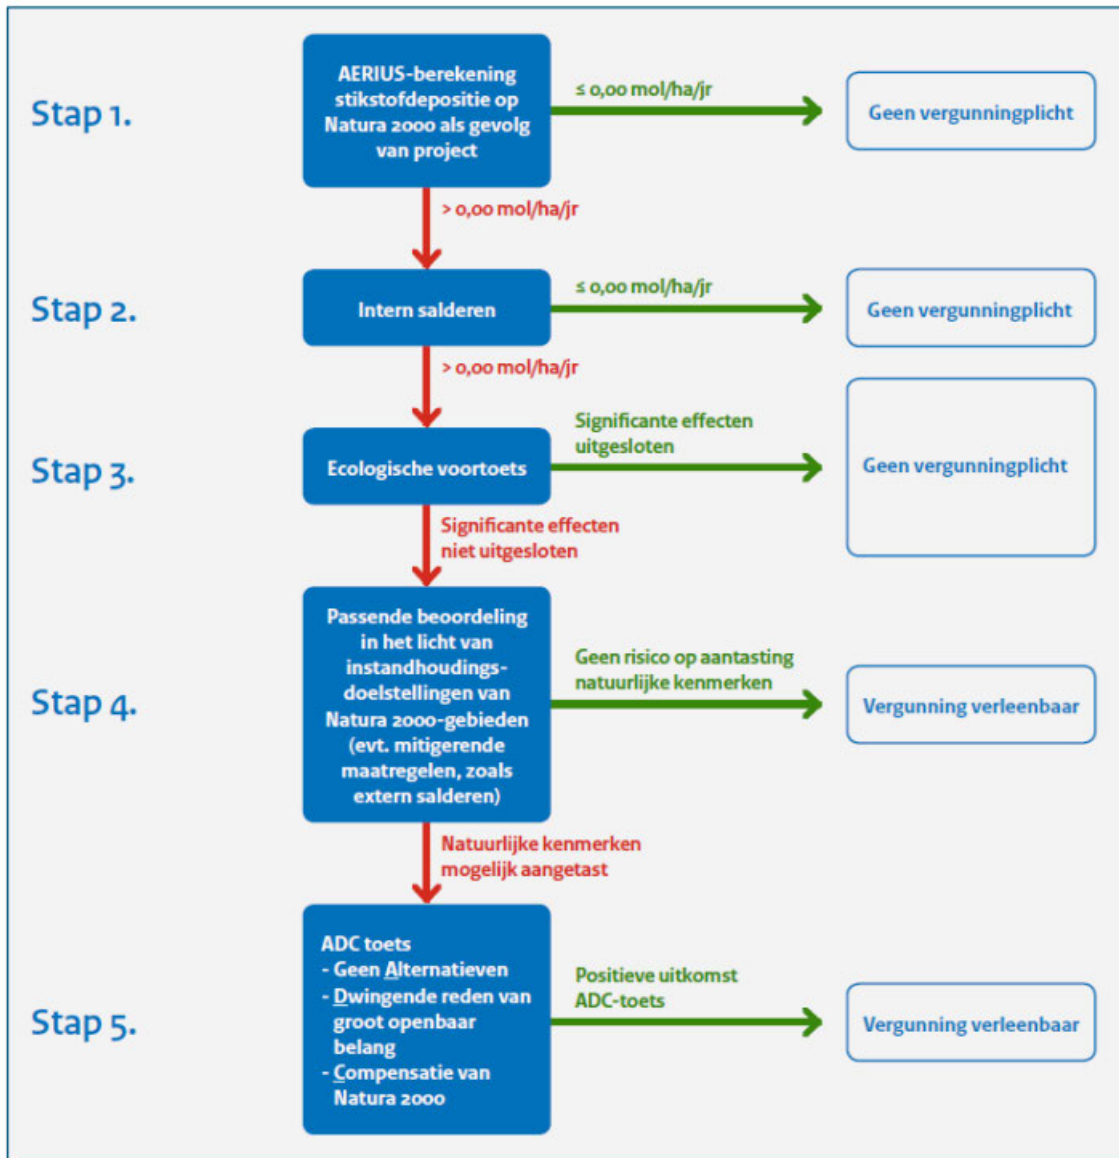 Stap 1.
AERIUS-berekening
stikstofdepositie op
Natura 2000 als gevolg
van project
≤ 0,00 mol/ha/jr
Geen vergunningplicht
> 0,00 mol/ha/jr
Stap 2.
Intern salderen
≤ 0,00 mol/ha/jr
Geen vergunningplicht
> 0,00 mol/ha/jr
Stap 3.
Ecologische voortoets
Significante effecten
uitgesloten
Geen vergunningplicht
Significante effecten
niet uitgesloten
Stap 4.
Passende beoordeling
in het licht van
instandhoudings-
doelstellingen van
Natura 2000-gebieden
(evt. mitigerende
maatregelen, zoals
extern salderen)
Geen risico op aantasting
natuurlijke kenmerken
Vergunning verleenbaar
Natuurlijke kenmerken
mogelijk aangetast
Stap 5.
ADC toets
- Geen Alternatieven
- Dwingende reden van
groot openbaar
belang
- Compensatie van
Natura 2000
Positieve uitkomst
ADC-toets
Vergunning verleenbaar